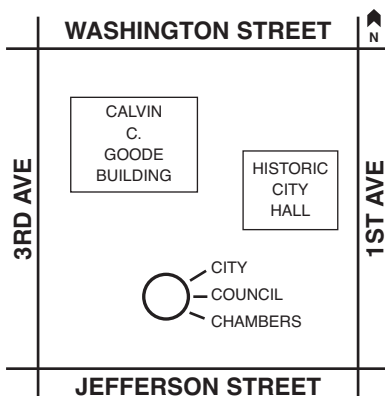 WASHINGTON STREET
N
CALVIN
C.
GOODE
BUILDING
HISTORIC
CITY
HALL
3RD AVE
1ST AVE
CITY
COUNCIL
CHAMBERS
JEFFERSON STREET